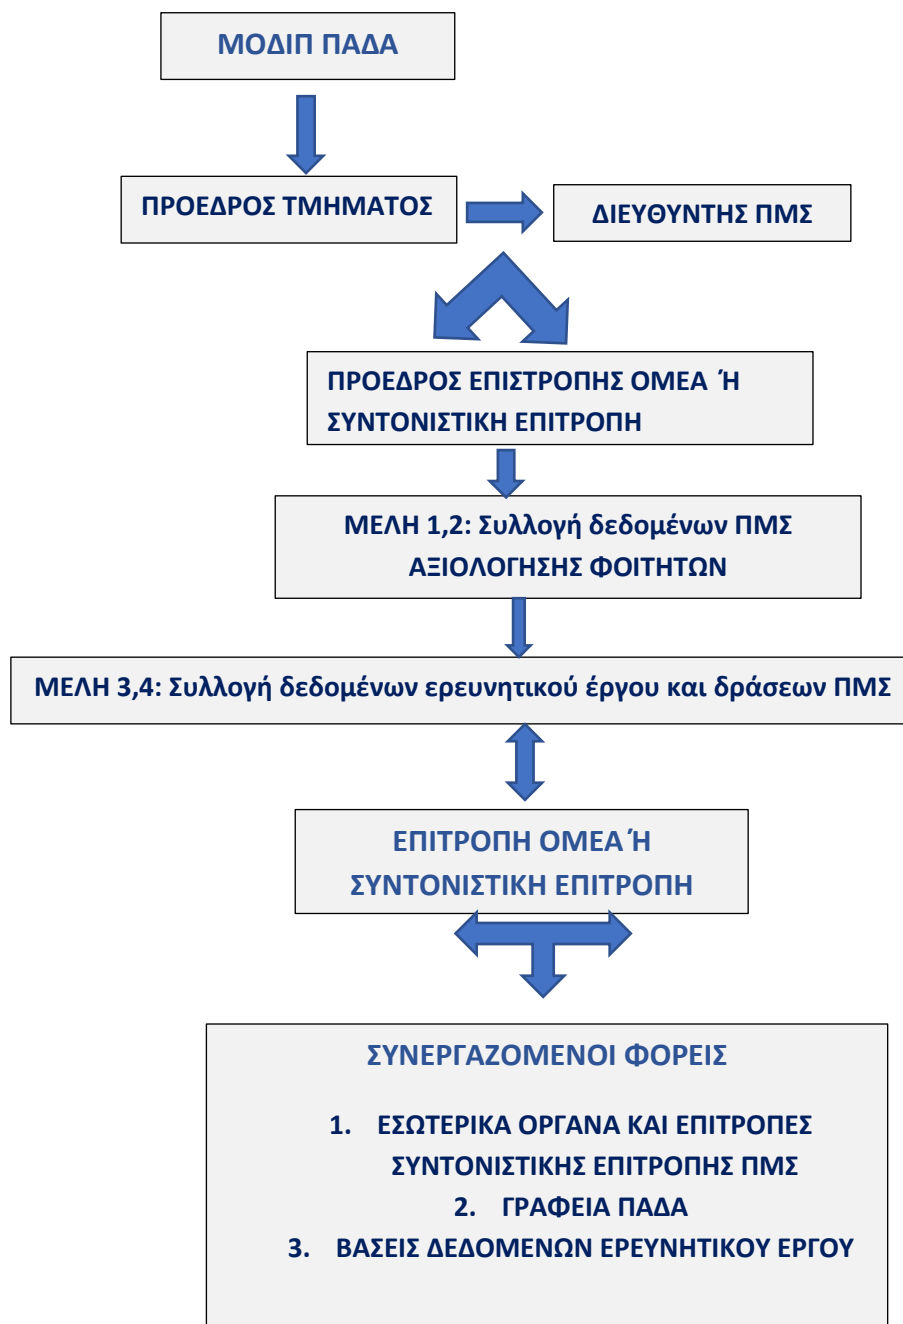 ΜΟΔΙΠ ΠΑΔΑ
ΠΡΟΕΔΡΟΣ ΤΜΗΜΑΤΟΣ
ΔΙΕΥΘΥΝΤΗΣ ΠΜΣ
ΠΡΟΕΔΡΟΣ ΕΠΙΣΤΡΟΠΗΣ ΟΜΕΑ Ή
ΣΥΝΤΟΝΙΣΤΙΚΗ ΕΠΙΤΡΟΠΗ
ΜΕΛΗ 1,2: Συλλογή δεδομένων ΠΜΣ
ΑΞΙΟΛΟΓΗΣΗΣ ΦΟΙΤΗΤΩΝ
ΜΕΛΗ 3,4: Συλλογή δεδομένων ερευνητικού έργου και δράσεων ΠΜΣ
ΕΠΙΤΡΟΠΗ ΟΜΕΑ Ή
ΣΥΝΤΟΝΙΣΤΙΚΗ ΕΠΙΤΡΟΠΗ
ΣΥΝΕΡΓΑΖΟΜΕΝΟΙ ΦΟΡΕΙΣ
1. ΕΣΩΤΕΡΙΚΑ ΟΡΓΑΝΑ ΚΑΙ ΕΠΙΤΡΟΠΕΣ
ΣΥΝΤΟΝΙΣΤΙΚΗΣ ΕΠΙΤΡΟΠΗΣ ΠΜΣ
2. ΓΡΑΦΕΙΑ ΠΑΔΑ
3. ΒΑΣΕΙΣ ΔΕΔΟΜΕΝΩΝ ΕΡΕΥΝΗΤΙΚΟΥ ΕΡΓΟΥ